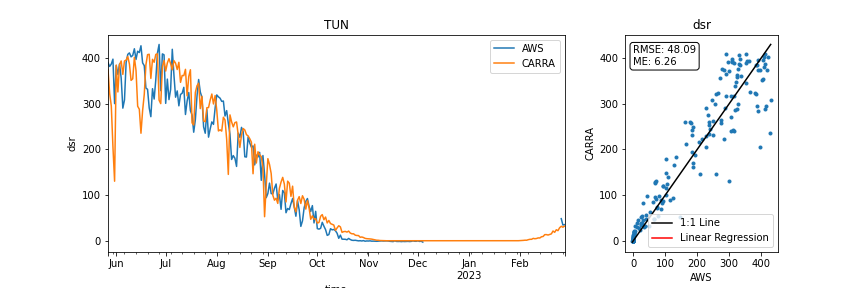 TUN
dsr
400
300
200
100
0
AWS
CARRA
Jun
Jul
Aug
Sep
Oct
Nov
Dec
Jan
2023
Feb
time
dsr
CARRA
400
300
200
100
0
RMSE: 48.09
ME: 6.26
1:1 Line
Linear Regression
0
100
200
300
400
AWS